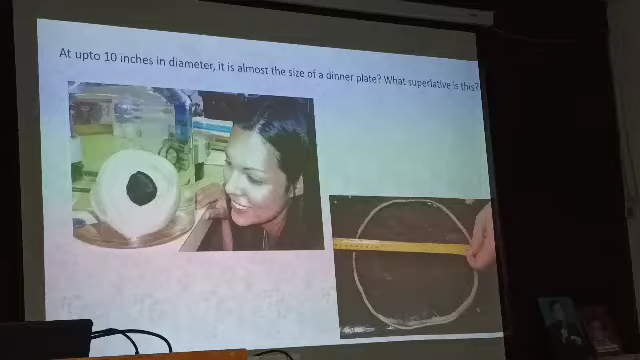 At upto 10 inches in diameter, it is almost the size of a dinner plate? What superlative is this?